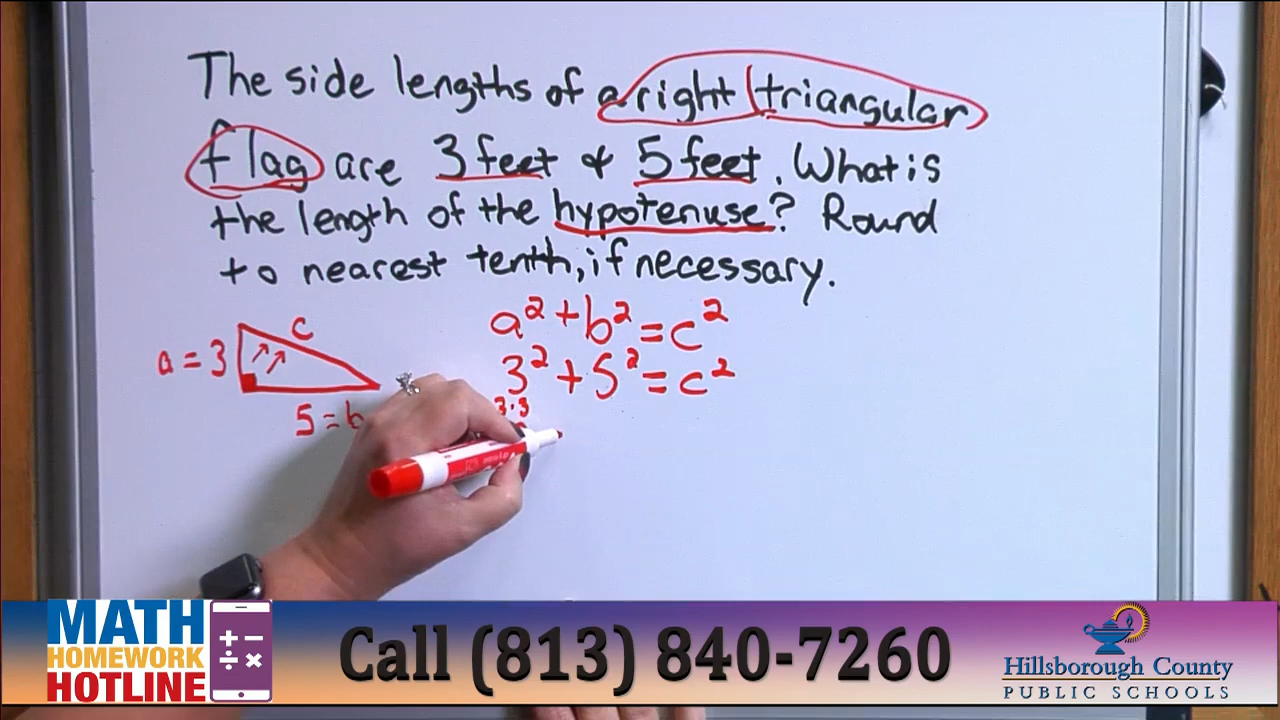 The side lengths of a right triangular
flag are 3 feet & 5 feet. What is
the length of the hypotenuse? Round
to nearest tenth, if necessary.
a = 3
c
5 = b
a² + b² = c²
3² + 5² = c²
3·3
MATH
HOMEWORK
HOTLINE
+ −
÷ ×
Call (813) 840-7260
Hillsborough County
PUBLIC SCHOOLS